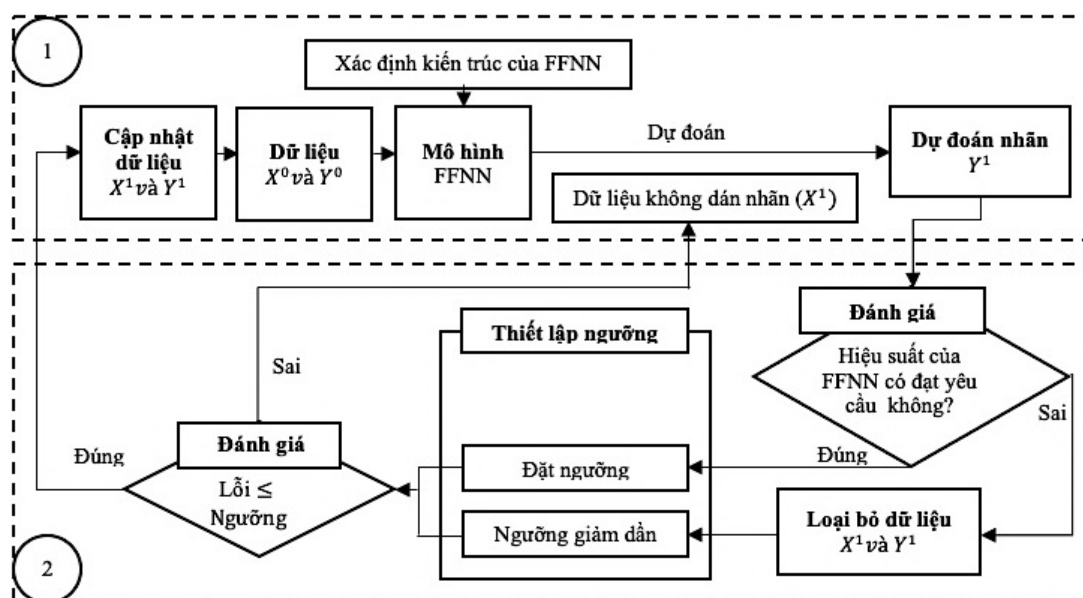 1
Xác định kiến trúc của FFNN
Cập nhật
dữ liệu
X¹ và Y¹
Dữ liệu
X⁰ và Y⁰
Mô hình
FFNN
Dự đoán
Dự đoán nhãn
Y¹
Dữ liệu không dán nhãn (X¹)
Đánh giá
Hiệu suất của
FFNN có đạt yêu
cầu không?
Sai
Đúng
Thiết lập ngưỡng
Đặt ngưỡng
Ngưỡng giảm dần
Loại bỏ dữ liệu
X¹ và Y¹
Sai
Đánh giá
Lỗi ≤
Ngưỡng
Đúng
2